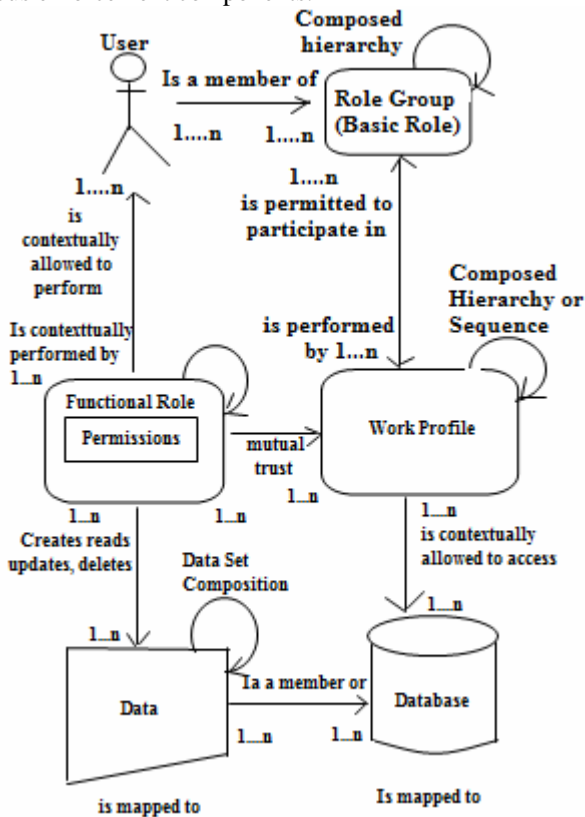 components.
User
Composed
hierarchy
Is a member of
Role Group
(Basic Role)
1....n
1....n
1....n
1....n
is
contextually
allowed to
perform
is permitted to
participate in
Composed
Hierarchy or
Sequence
Is contexttually
performed by
1..n
is performed
by 1...n
Functional Role
Permissions
mutual
trust
Work Profile
1...n
1...n
1...n
1...n
Creates reads
updates, deletes
is contextually
allowed to access
Data Set
Composition
1...n
1...n
Data
Ia a member or
Database
1...n
1...n
is mapped to
Is mapped to